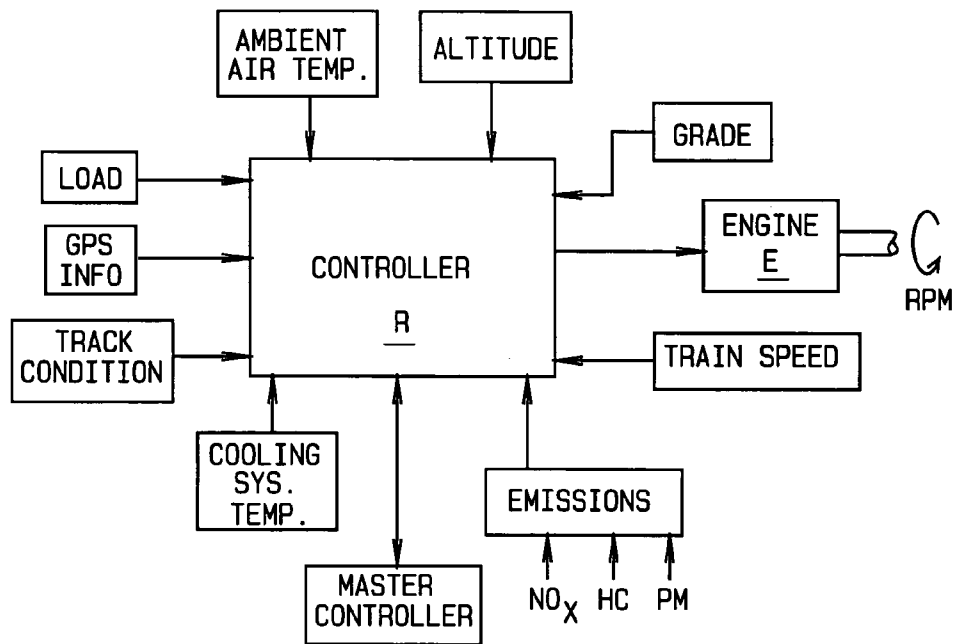 AMBIENT
AIR TEMP.
ALTITUDE
GRADE
LOAD
GPS
INFO
CONTROLLER
R
ENGINE
E
RPM
TRACK
CONDITION
TRAIN SPEED
COOLING
SYS.
TEMP.
EMISSIONS
MASTER
CONTROLLER
NOX HC PM